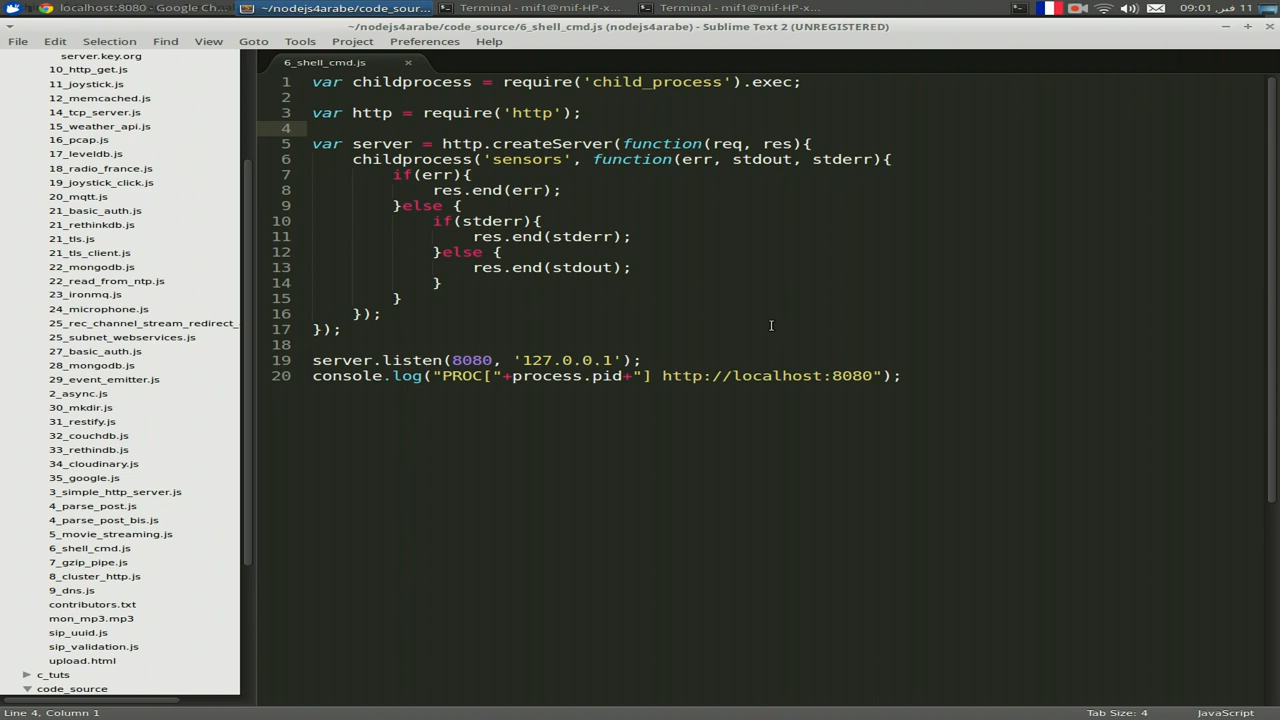 localhost:8080 - Google Ch...
~/nodejs4arabe/code_sour...
Terminal - mif1@mif-HP-x...
Terminal - mif1@mif-HP-x...
11 فبر, 09:01
~/nodejs4arabe/code_source/6_shell_cmd.js (nodejs4arabe) - Sublime Text 2 (UNREGISTERED)
File Edit Selection Find View Goto Tools Project Preferences Help
server.key.org
10_http_get.js
11_joystick.js
12_memcached.js
14_tcp_server.js
15_weather_api.js
16_pcap.js
17_leveldb.js
18_radio_france.js
19_joystick_click.js
20_mqtt.js
21_basic_auth.js
21_rethinkdb.js
21_tls.js
21_tls_client.js
22_mongodb.js
22_read_from_ntp.js
23_ironmq.js
24_microphone.js
25_rec_channel_stream_redirect_
25_subnet_webservices.js
27_basic_auth.js
28_mongodb.js
29_event_emitter.js
2_async.js
30_mkdir.js
31_restify.js
32_couchdb.js
33_rethindb.js
34_cloudinary.js
35_google.js
3_simple_http_server.js
4_parse_post.js
4_parse_post_bis.js
5_movie_streaming.js
6_shell_cmd.js
7_gzip_pipe.js
8_cluster_http.js
9_dns.js
contributors.txt
mon_mp3.mp3
sip_uuid.js
sip_validation.js
upload.html
c_tuts
code_source
6_shell_cmd.js ×
1 var childprocess = require('child_process').exec;
2
3 var http = require('http');
4
5 var server = http.createServer(function(req, res){
6 childprocess('sensors', function(err, stdout, stderr){
7 if(err){
8 res.end(err);
9 }else {
10 if(stderr){
11 res.end(stderr);
12 }else {
13 res.end(stdout);
14 }
15 }
16 });
17 });
18
19 server.listen(8080, '127.0.0.1');
20 console.log("PROC["+process.pid+"] http://localhost:8080");
Line 4, Column 1
Tab Size: 4
JavaScript